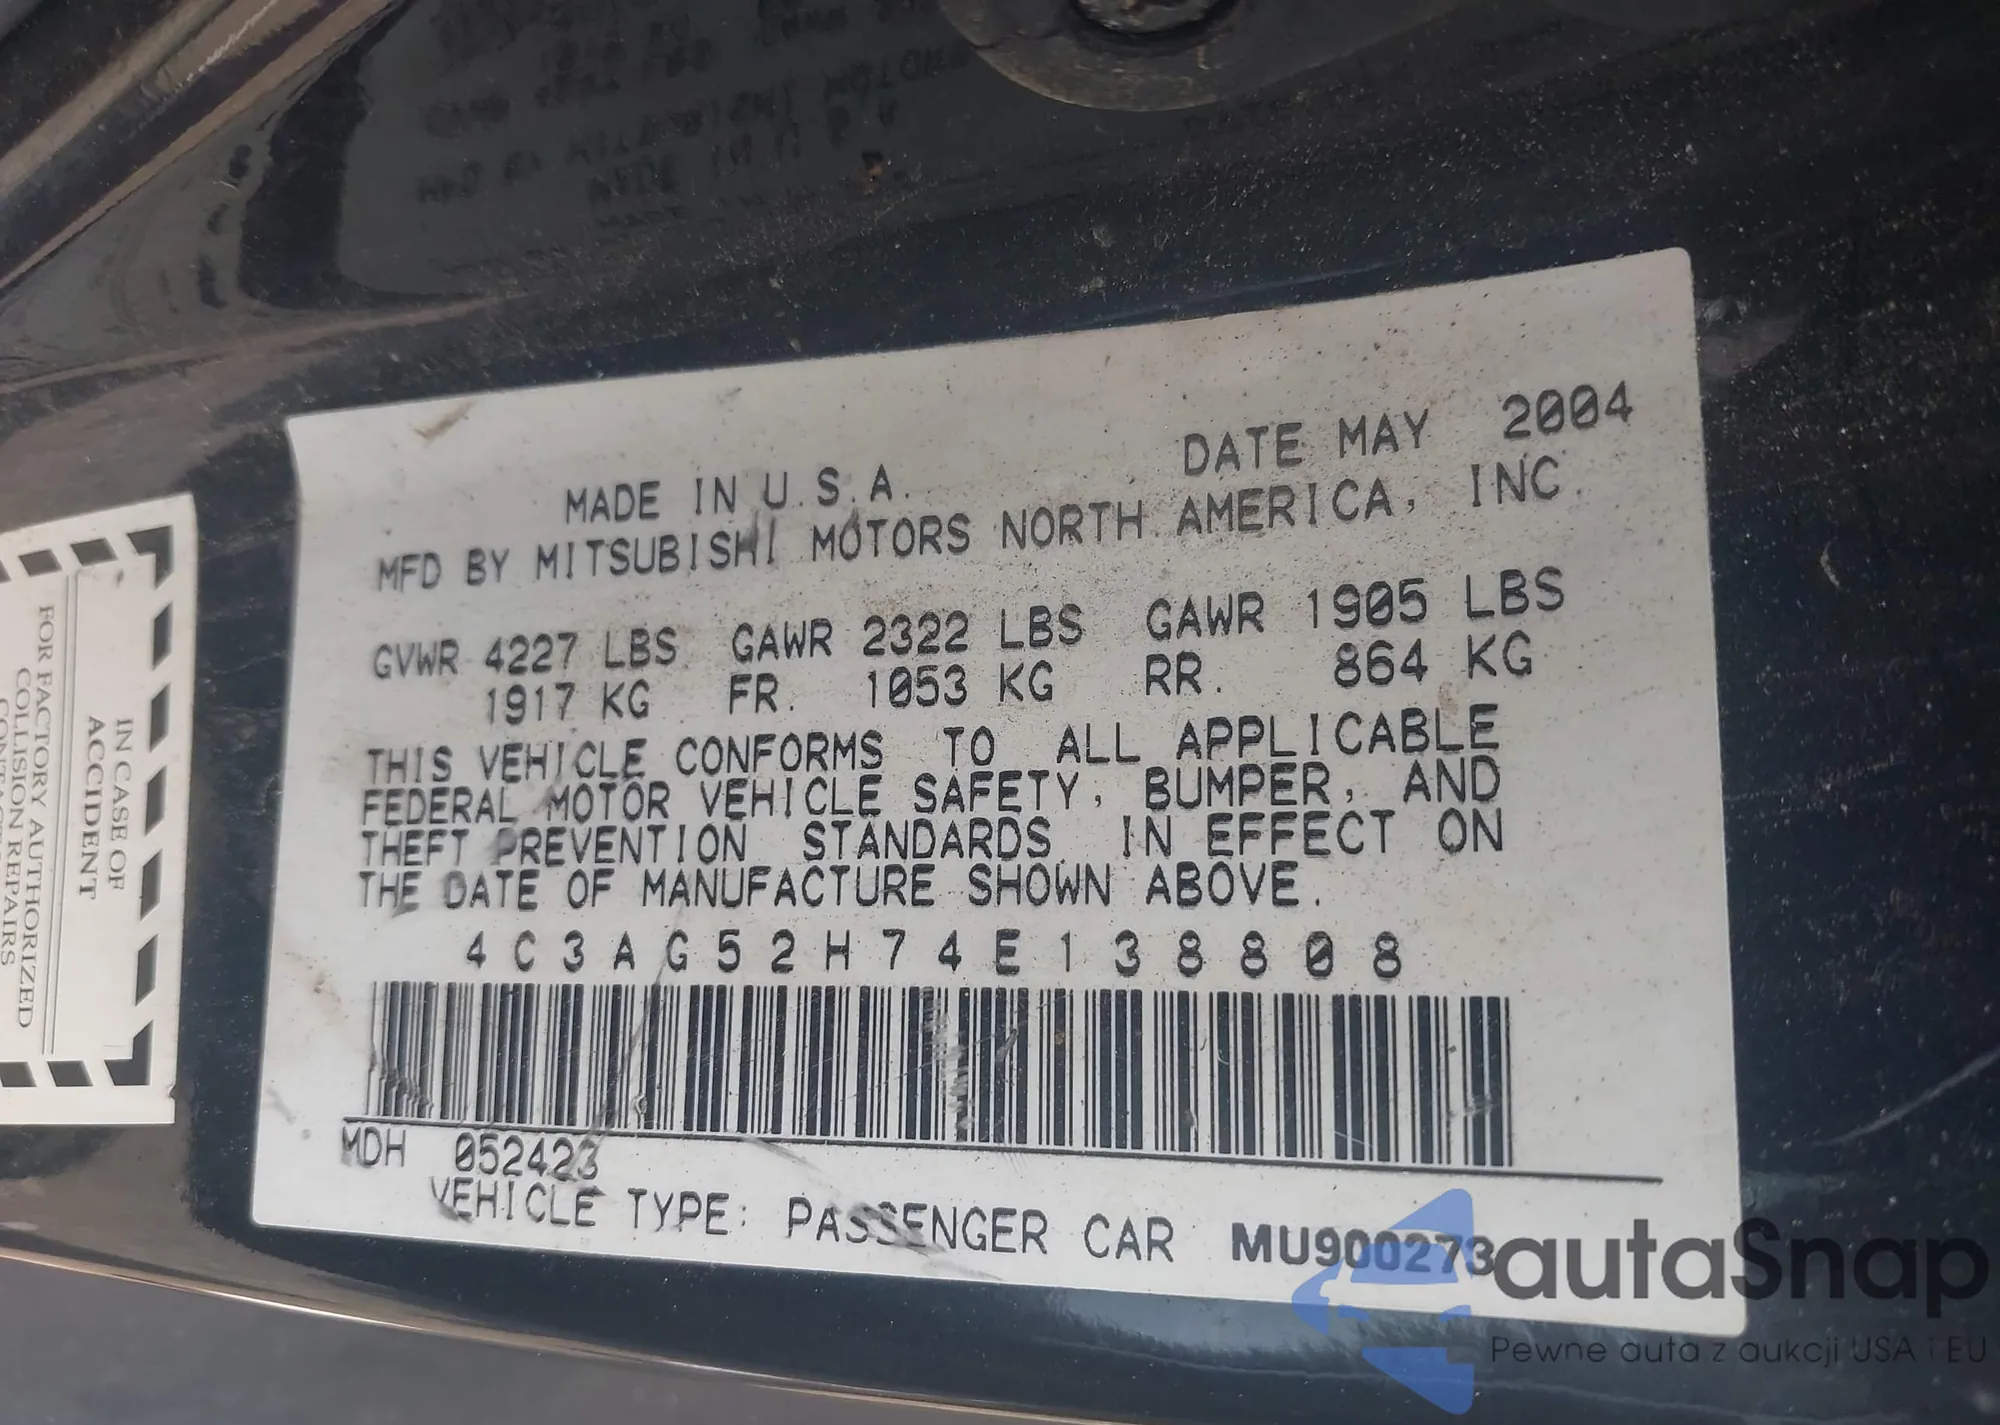 DATE MAY 2004
MADE IN U.S.A.
MFD BY MITSUBISHI MOTORS NORTH AMERICA, INC.
GVWR 4227 LBS GAWR 2322 LBS GAWR 1905 LBS
1917 KG FR. 1053 KG RR. 864 KG
THIS VEHICLE CONFORMS TO ALL APPLICABLE
FEDERAL MOTOR VEHICLE SAFETY, BUMPER, AND
THEFT PREVENTION STANDARDS IN EFFECT ON
THE DATE OF MANUFACTURE SHOWN ABOVE.
4C3AG52H74E138808
MDH 052423
VEHICLE TYPE: PASSENGER CAR MU900273
IN CASE OF
ACCIDENT
FOR FACTORY AUTHORIZED
COLLISION REPAIRS
autaSnap
Pewne auta z aukcji USA i EU